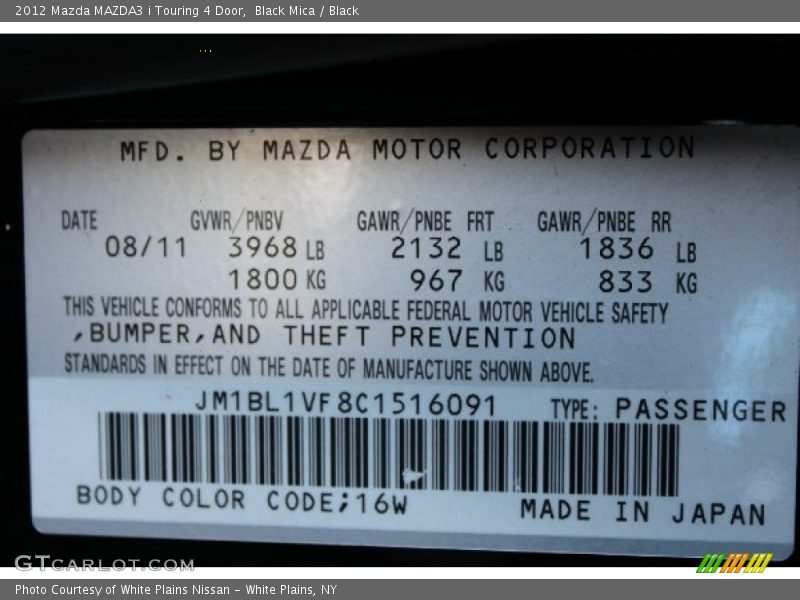 2012 Mazda MAZDA3 i Touring 4 Door,  Black Mica / Black
MFD. BY MAZDA MOTOR CORPORATION
DATE GVWR/PNBV GAWR/PNBE FRT GAWR/PNBE RR
08/11 3968 LB 2132 LB 1836 LB
1800 KG 967 KG 833 KG
THIS VEHICLE CONFORMS TO ALL APPLICABLE FEDERAL MOTOR VEHICLE SAFETY
,BUMPER,AND THEFT PREVENTION
STANDARDS IN EFFECT ON THE DATE OF MANUFACTURE SHOWN ABOVE.
JM1BL1VF8C1516091 TYPE: PASSENGER
BODY COLOR CODE;16W MADE IN JAPAN
GTCARLOT.COM
Photo Courtesy of White Plains Nissan - White Plains, NY